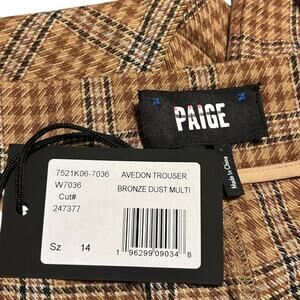 PAIGE
Made in China
7521K06-7036 AVEDON TROUSER
W7036 BRONZE DUST MULTI
Cut#
247377
Sz 14
1 96299 09034 8